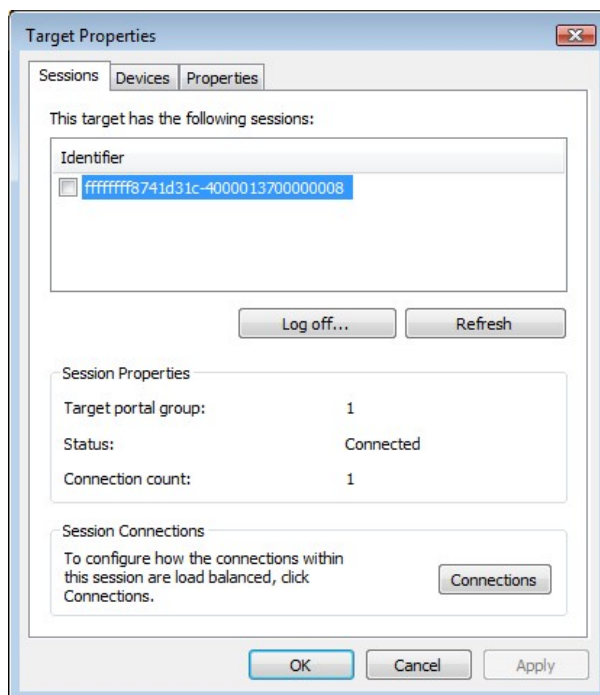 Target Properties
Sessions Devices Properties
This target has the following sessions:
Identifier
ffffffff8741d31c-4000013700000008
Log off... Refresh
Session Properties
Target portal group: 1
Status: Connected
Connection count: 1
Session Connections
To configure how the connections within
this session are load balanced, click
Connections.
Connections
OK Cancel Apply